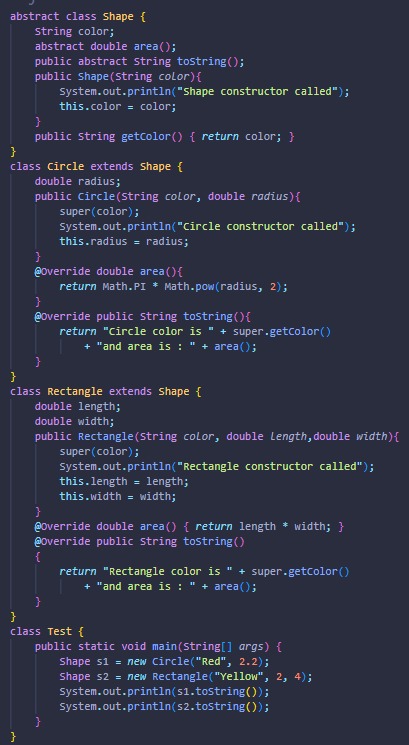 abstract class Shape {
    String color;
    abstract double area();
    public abstract String toString();
    public Shape(String color){
        System.out.println("Shape constructor called");
        this.color = color;
    }
    public String getColor() { return color; }
}
class Circle extends Shape {
    double radius;
    public Circle(String color, double radius){
        super(color);
        System.out.println("Circle constructor called");
        this.radius = radius;
    }
    @Override double area(){
        return Math.PI * Math.pow(radius, 2);
    }
    @Override public String toString(){
        return "Circle color is " + super.getColor()
            + "and area is : " + area();
    }
}
class Rectangle extends Shape {
    double length;
    double width;
    public Rectangle(String color, double length,double width){
        super(color);
        System.out.println("Rectangle constructor called");
        this.length = length;
        this.width = width;
    }
    @Override double area() { return length * width; }
    @Override public String toString()
    {
        return "Rectangle color is " + super.getColor()
            + "and area is : " + area();
    }
}
class Test {
    public static void main(String[] args) {
        Shape s1 = new Circle("Red", 2.2);
        Shape s2 = new Rectangle("Yellow", 2, 4);
        System.out.println(s1.toString());
        System.out.println(s2.toString());
    }
}